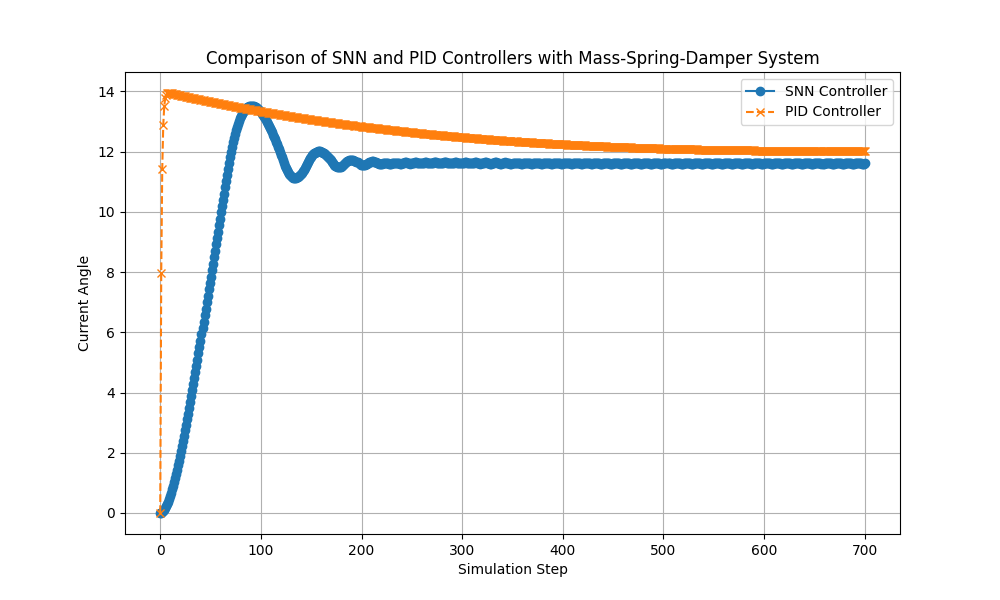 Comparison of SNN and PID Controllers with Mass-Spring-Damper System
SNN Controller
PID Controller
Current Angle
14
12
10
8
6
4
2
0
0 100 200 300 400 500 600 700
Simulation Step